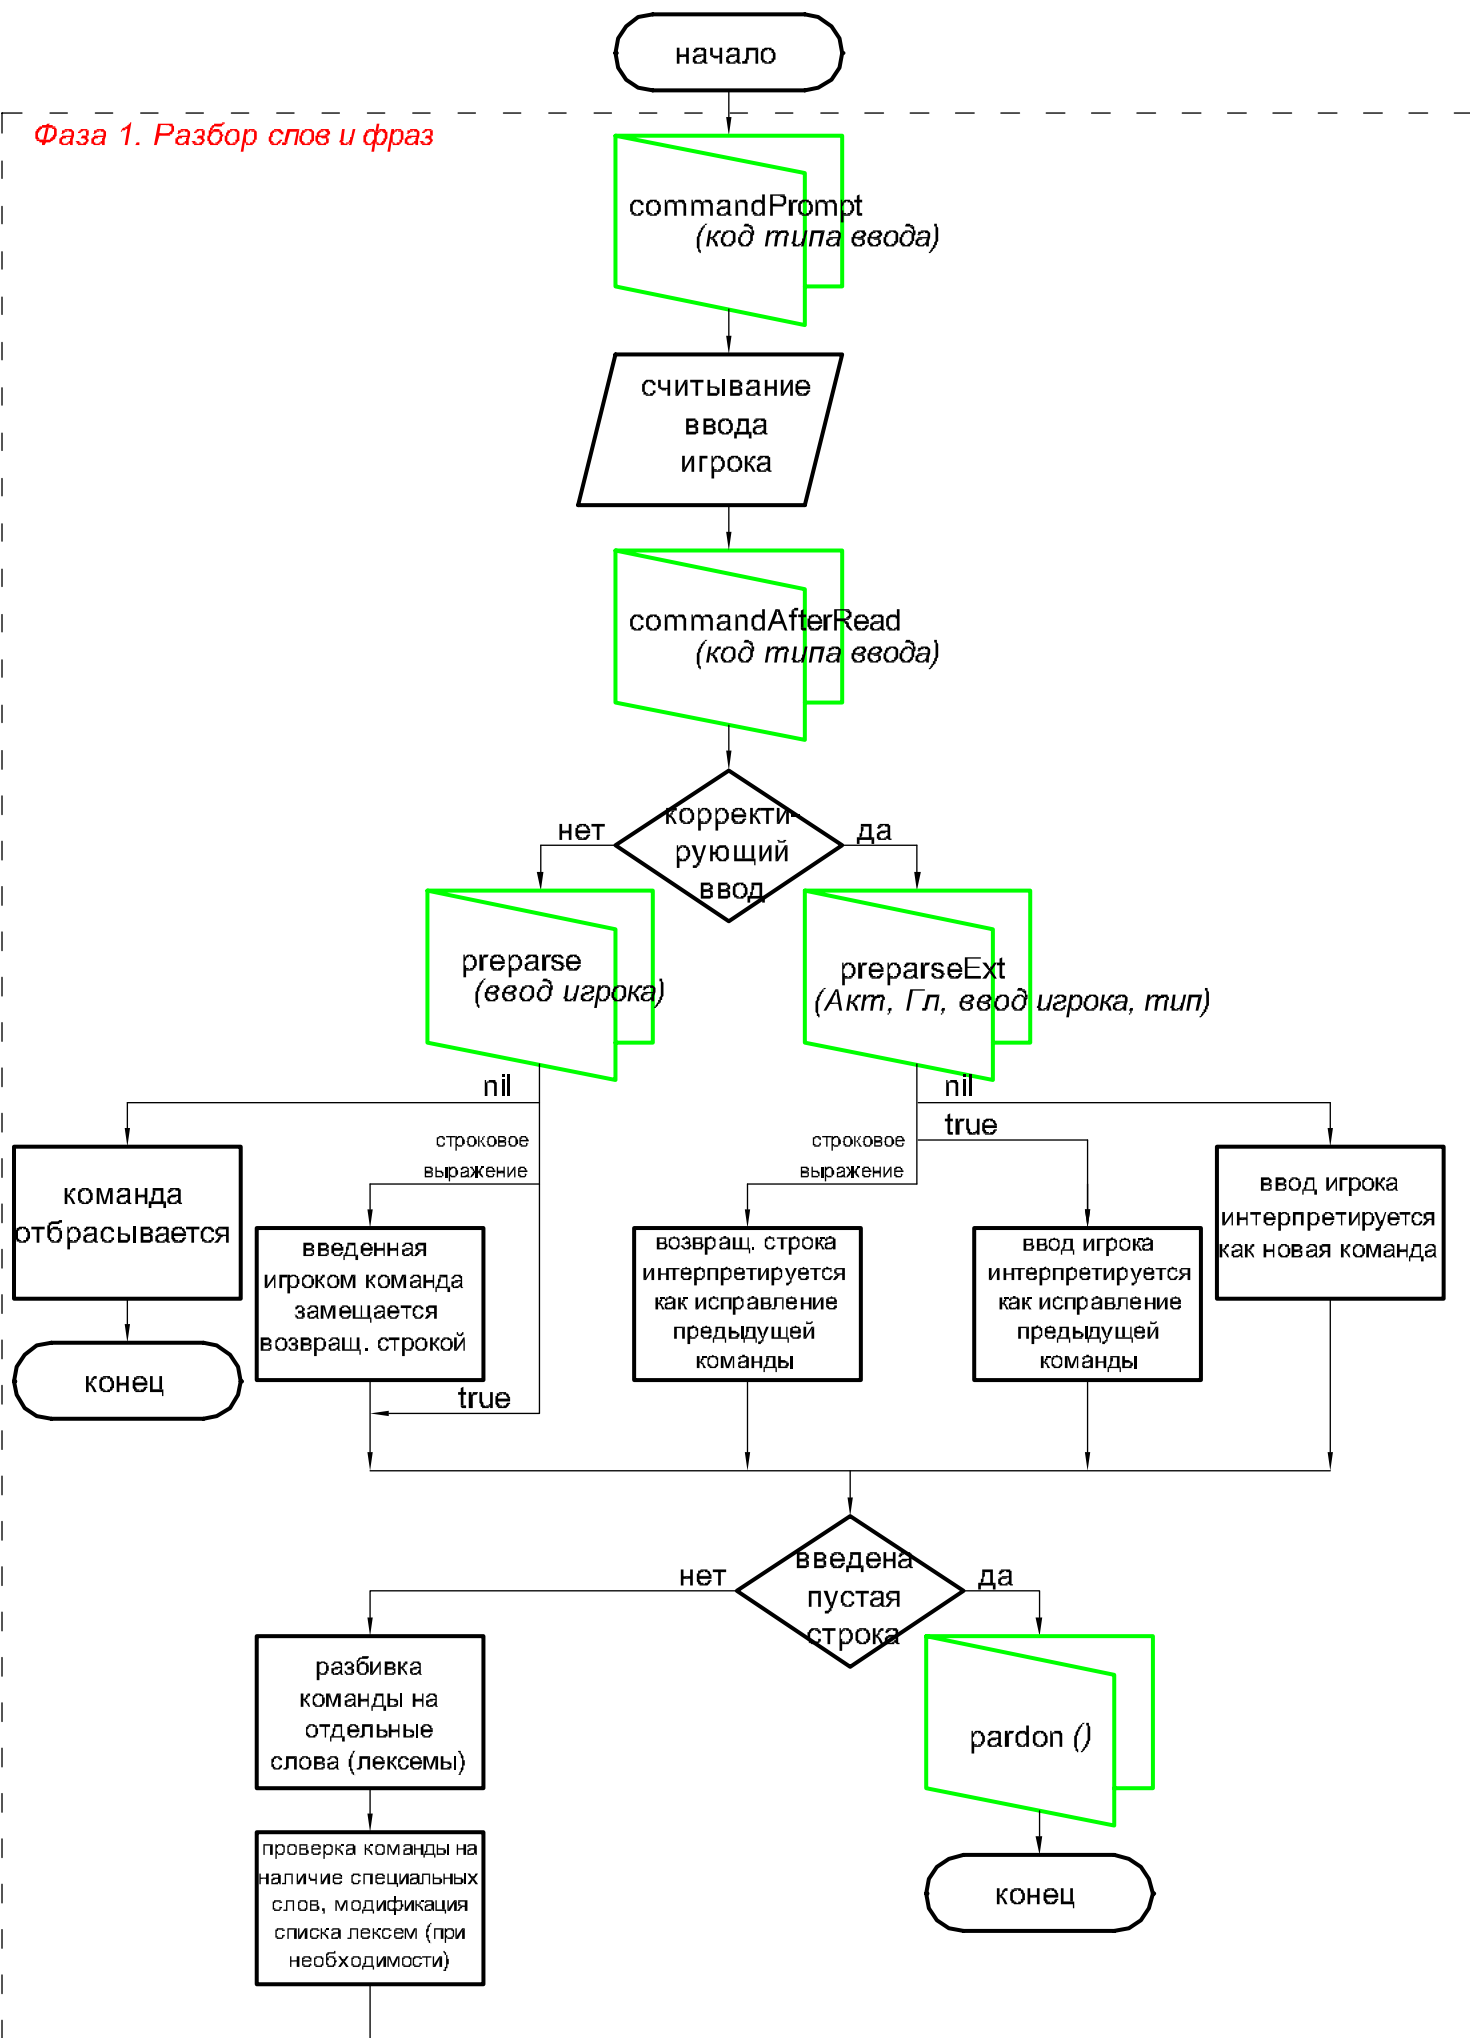 начало
Фаза 1. Разбор слов и фраз
commandPrompt
(код типа ввода)
считывание
ввода
игрока
commandAfterRead
(код типа ввода)
корректи-
рующий
ввод
нет
да
preparse
(ввод игрока)
preparseExt
(Акт, Гл, ввод игрока, тип)
nil
nil
true
строковое
выражение
строковое
выражение
команда
отбрасывается
введенная
игроком команда
замещается
возвращ. строкой
возвращ. строка
интерпретируется
как исправление
предыдущей
команды
ввод игрока
интерпретируется
как исправление
предыдущей
команды
ввод игрока
интерпретируется
как новая команда
конец
true
введена
пустая
строка
нет
да
разбивка
команды на
отдельные
слова (лексемы)
pardon ()
проверка команды на
наличие специальных
слов, модификация
списка лексем (при
необходимости)
конец